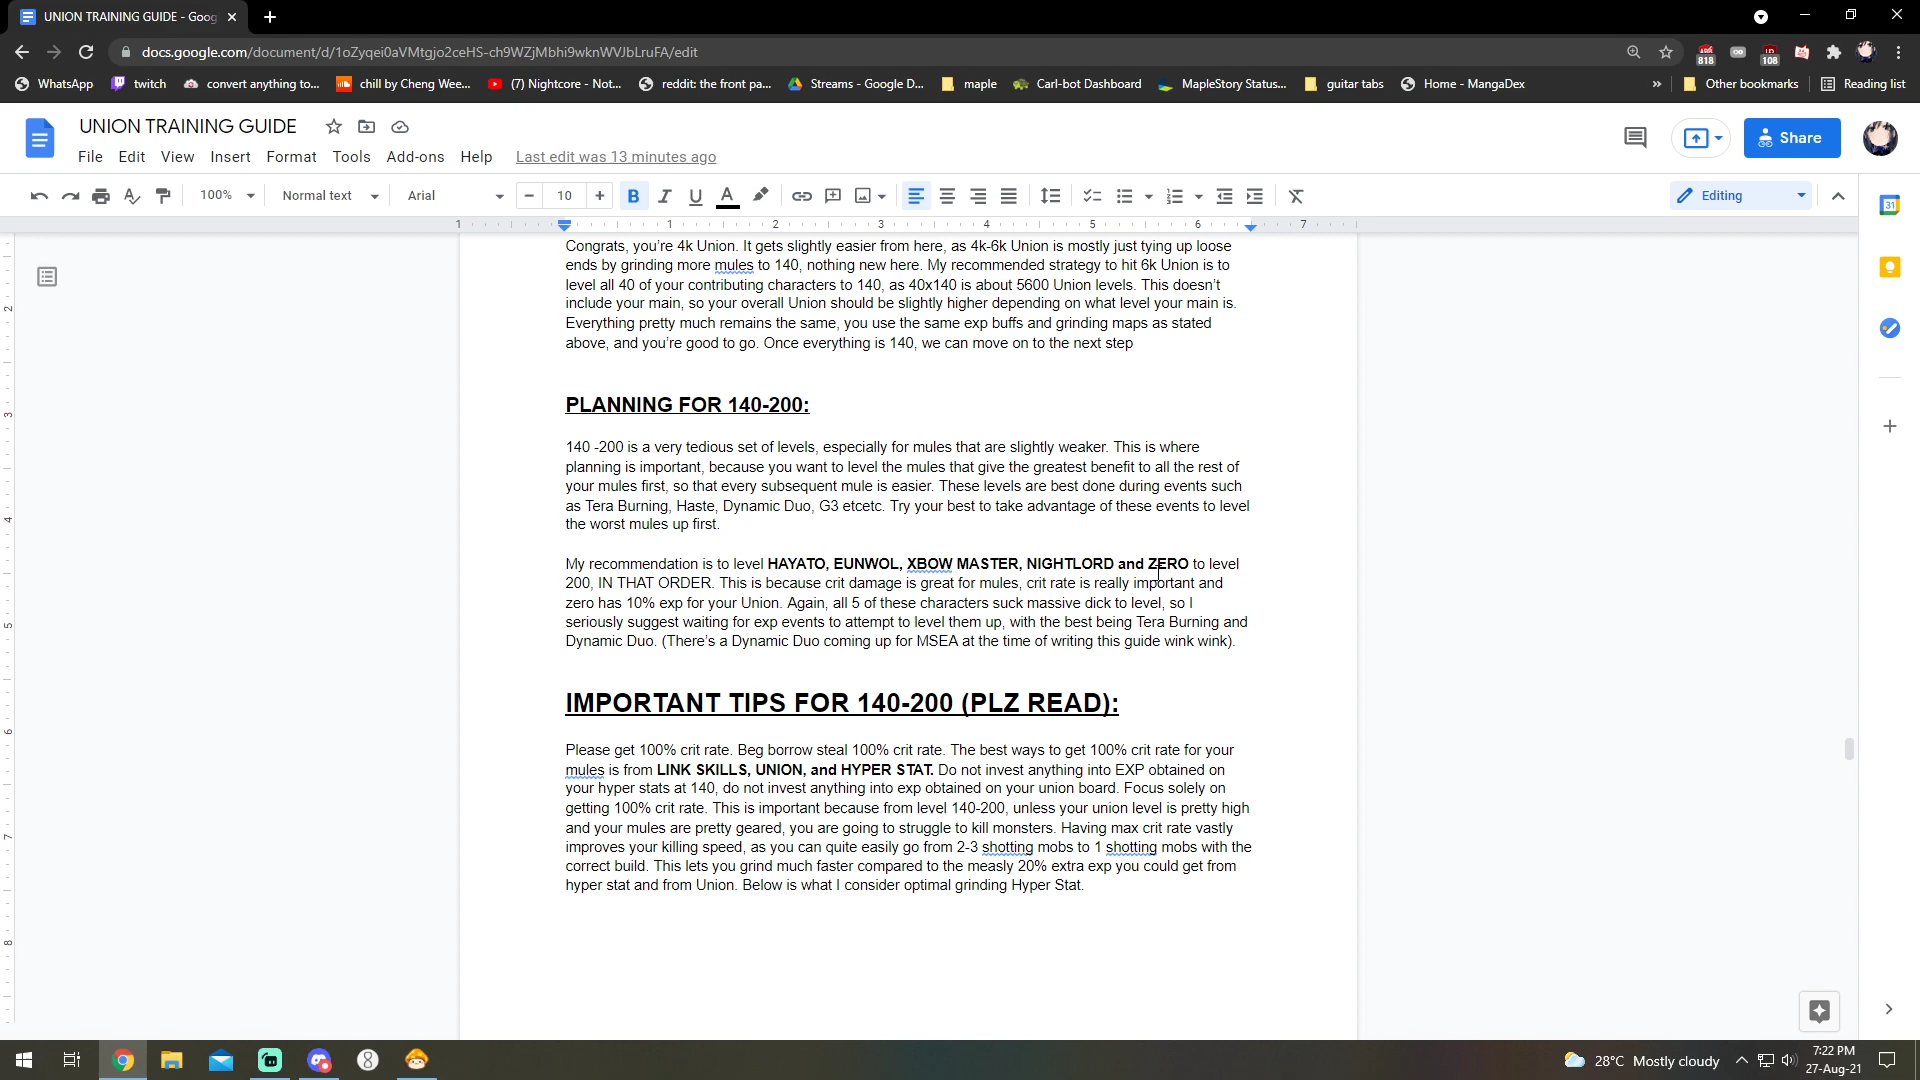 UNION TRAINING GUIDE - Goog
docs.google.com/document/d/1oZyqei0aVMtgjo2ceHS-ch9WZjMbhi9wknWVJbLruFA/edit
818
108
WhatsApp twitch convert anything to... chill by Cheng Wee... (7) Nightcore - Not... reddit: the front pa... Streams - Google D... maple Carl-bot Dashboard MapleStory Status... guitar tabs Home - MangaDex » Other bookmarks Reading list
UNION TRAINING GUIDE
Share
File Edit View Insert Format Tools Add-ons Help Last edit was 13 minutes ago
100% Normal text Arial 10 B I U A Editing
31
1 1 2 3 4 5 6 7
2
3
4
5
6
7
8
Congrats, you're 4k Union. It gets slightly easier from here, as 4k-6k Union is mostly just tying up loose
ends by grinding more mules to 140, nothing new here. My recommended strategy to hit 6k Union is to
level all 40 of your contributing characters to 140, as 40x140 is about 5600 Union levels. This doesn't
include your main, so your overall Union should be slightly higher depending on what level your main is.
Everything pretty much remains the same, you use the same exp buffs and grinding maps as stated
above, and you're good to go. Once everything is 140, we can move on to the next step
PLANNING FOR 140-200:
140 -200 is a very tedious set of levels, especially for mules that are slightly weaker. This is where
planning is important, because you want to level the mules that give the greatest benefit to all the rest of
your mules first, so that every subsequent mule is easier. These levels are best done during events such
as Tera Burning, Haste, Dynamic Duo, G3 etcetc. Try your best to take advantage of these events to level
the worst mules up first.
My recommendation is to level HAYATO, EUNWOL, XBOW MASTER, NIGHTLORD and ZERO to level
200, IN THAT ORDER. This is because crit damage is great for mules, crit rate is really important and
zero has 10% exp for your Union. Again, all 5 of these characters suck massive dick to level, so I
seriously suggest waiting for exp events to attempt to level them up, with the best being Tera Burning and
Dynamic Duo. (There's a Dynamic Duo coming up for MSEA at the time of writing this guide wink wink).
IMPORTANT TIPS FOR 140-200 (PLZ READ):
Please get 100% crit rate. Beg borrow steal 100% crit rate. The best ways to get 100% crit rate for your
mules is from LINK SKILLS, UNION, and HYPER STAT. Do not invest anything into EXP obtained on
your hyper stats at 140, do not invest anything into exp obtained on your union board. Focus solely on
getting 100% crit rate. This is important because from level 140-200, unless your union level is pretty high
and your mules are pretty geared, you are going to struggle to kill monsters. Having max crit rate vastly
improves your killing speed, as you can quite easily go from 2-3 shotting mobs to 1 shotting mobs with the
correct build. This lets you grind much faster compared to the measly 20% extra exp you could get from
hyper stat and from Union. Below is what I consider optimal grinding Hyper Stat.
28°C Mostly cloudy
7:22 PM
27-Aug-21